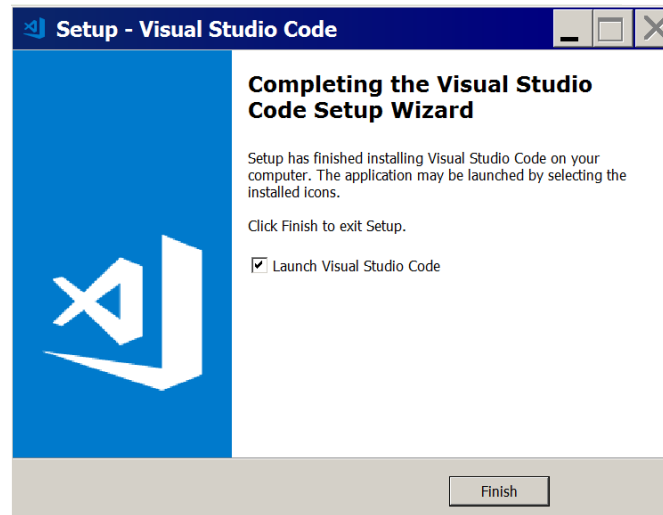 Setup - Visual Studio Code
Completing the Visual Studio
Code Setup Wizard
Setup has finished installing Visual Studio Code on your
computer. The application may be launched by selecting the
installed icons.
Click Finish to exit Setup.
Launch Visual Studio Code
Finish